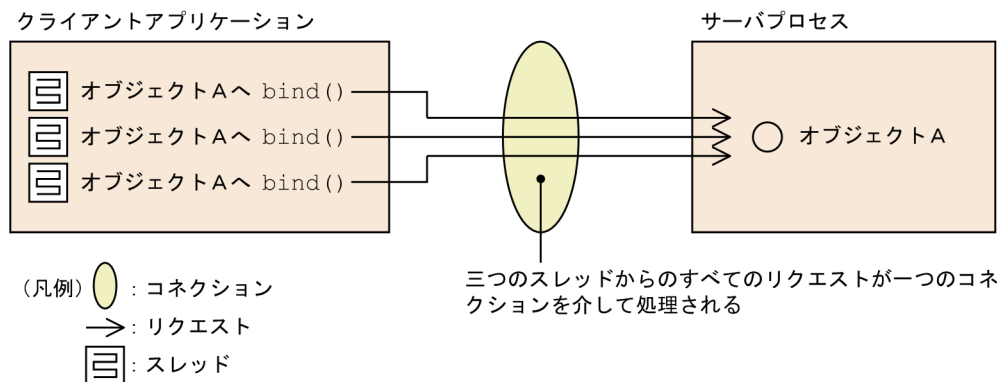 クライアントアプリケーション
サーバプロセス
オブジェクトAへ bind()
オブジェクトAへ bind()
オブジェクトAへ bind()
オブジェクトA
三つのスレッドからのすべてのリクエストが一つのコネ
クションを介して処理される
(凡例) : コネクション
: リクエスト
: スレッド